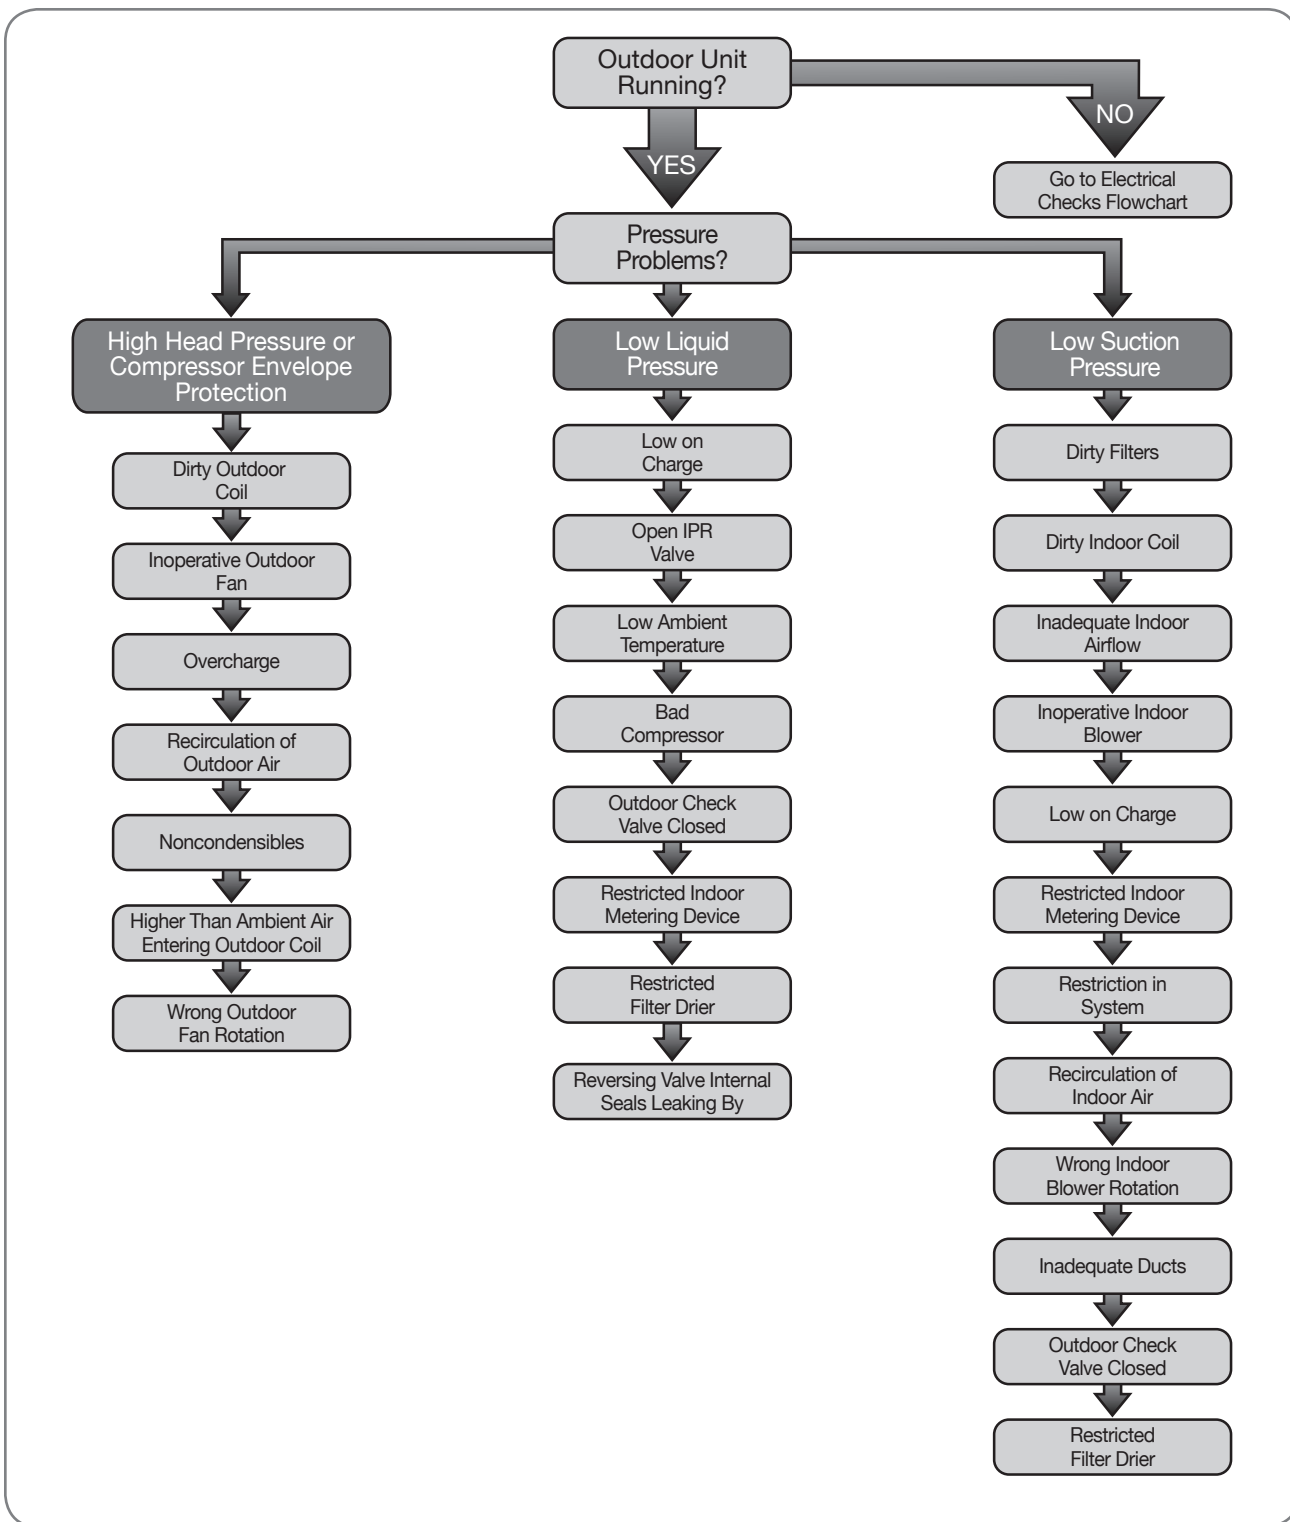 Outdoor Unit
Running?
NO
YES
Go to Electrical
Checks Flowchart
Pressure
Problems?
High Head Pressure or
Compressor Envelope
Protection
Dirty Outdoor
Coil
Inoperative Outdoor
Fan
Overcharge
Recirculation of
Outdoor Air
Noncondensibles
Higher Than Ambient Air
Entering Outdoor Coil
Wrong Outdoor
Fan Rotation
Low Liquid
Pressure
Low on
Charge
Open IPR
Valve
Low Ambient
Temperature
Bad
Compressor
Outdoor Check
Valve Closed
Restricted Indoor
Metering Device
Restricted
Filter Drier
Reversing Valve Internal
Seals Leaking By
Low Suction
Pressure
Dirty Filters
Dirty Indoor Coil
Inadequate Indoor
Airflow
Inoperative Indoor
Blower
Low on Charge
Restricted Indoor
Metering Device
Restriction in
System
Recirculation of
Indoor Air
Wrong Indoor
Blower Rotation
Inadequate Ducts
Outdoor Check
Valve Closed
Restricted
Filter Drier